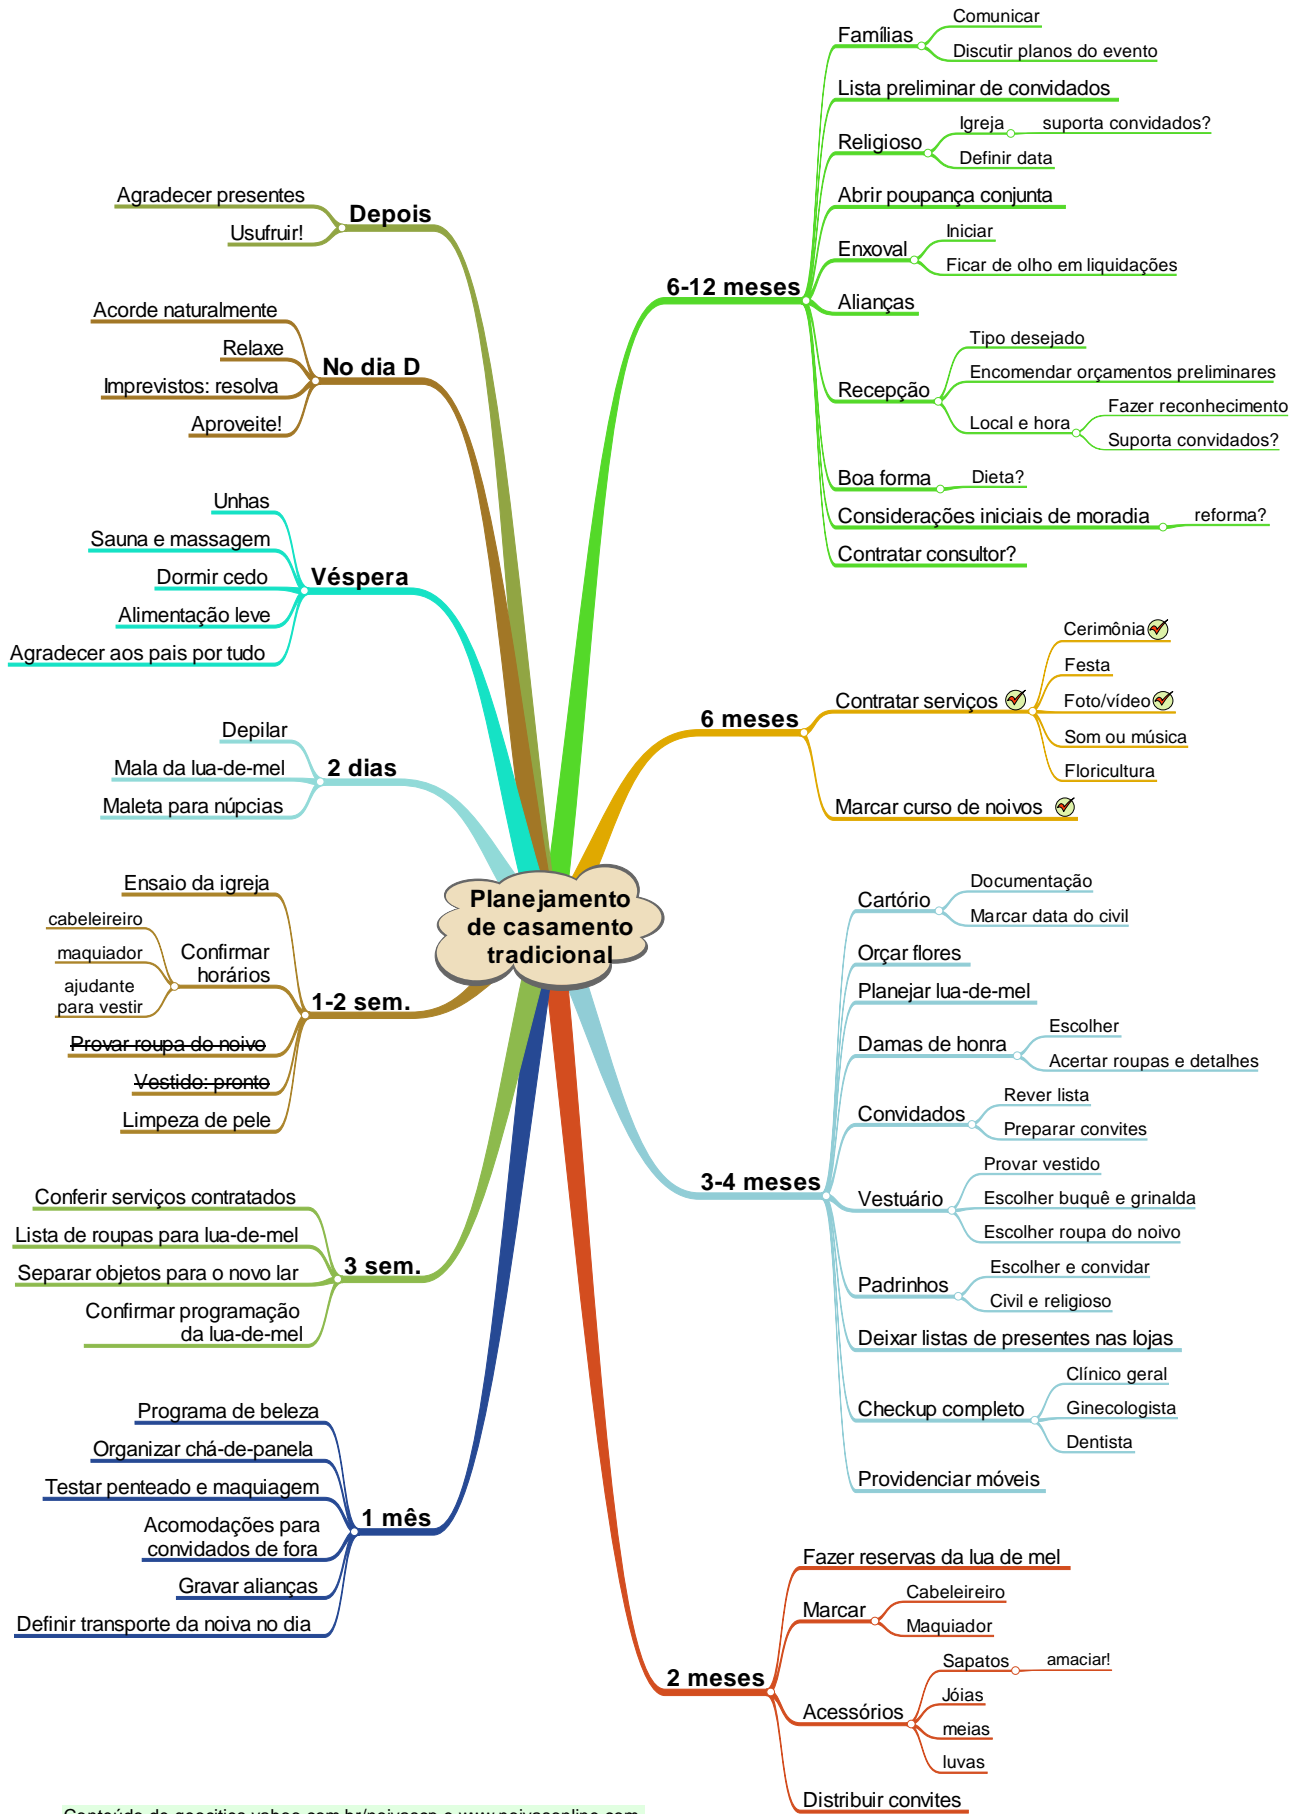 Planejamento
de casamento
tradicional
6-12 meses
Famílias
Comunicar
Discutir planos do evento
Lista preliminar de convidados
Religioso
Igreja
suporta convidados?
Definir data
Abrir poupança conjunta
Enxoval
Iniciar
Ficar de olho em liquidações
Alianças
Recepção
Tipo desejado
Encomendar orçamentos preliminares
Local e hora
Fazer reconhecimento
Suporta convidados?
Boa forma
Dieta?
Considerações iniciais de moradia
reforma?
Contratar consultor?
6 meses
Contratar serviços
Cerimônia
Festa
Foto/vídeo
Som ou música
Floricultura
Marcar curso de noivos
3-4 meses
Cartório
Documentação
Marcar data do civil
Orçar flores
Planejar lua-de-mel
Damas de honra
Escolher
Acertar roupas e detalhes
Convidados
Rever lista
Preparar convites
Vestuário
Provar vestido
Escolher buquê e grinalda
Escolher roupa do noivo
Padrinhos
Escolher e convidar
Civil e religioso
Deixar listas de presentes nas lojas
Checkup completo
Clínico geral
Ginecologista
Dentista
Providenciar móveis
2 meses
Fazer reservas da lua de mel
Marcar
Cabeleireiro
Maquiador
Acessórios
Sapatos
amaciar!
Jóias
meias
luvas
Distribuir convites
1 mês
Programa de beleza
Organizar chá-de-panela
Testar penteado e maquiagem
Acomodações para
convidados de fora
Gravar alianças
Definir transporte da noiva no dia
3 sem.
Conferir serviços contratados
Lista de roupas para lua-de-mel
Separar objetos para o novo lar
Confirmar programação
da lua-de-mel
1-2 sem.
Ensaio da igreja
Confirmar
horários
cabeleireiro
maquiador
ajudante
para vestir
Provar roupa do noivo
Vestido: pronto
Limpeza de pele
2 dias
Depilar
Mala da lua-de-mel
Maleta para núpcias
Véspera
Unhas
Sauna e massagem
Dormir cedo
Alimentação leve
Agradecer aos pais por tudo
No dia D
Acorde naturalmente
Relaxe
Imprevistos: resolva
Aproveite!
Depois
Agradecer presentes
Usufruir!